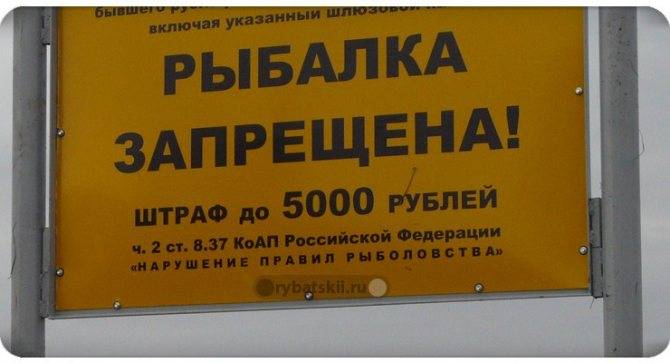 бывшего
включая указанный шлюзовой
РЫБАЛКА
ЗАПРЕЩЕНА!
ШТРАФ до 5000 РУБЛЕЙ
ч. 2 ст. 8.37 КоАП Российской Федерации
«НАРУШЕНИЕ ПРАВИЛ РЫБОЛОВСТВА»
rybatskii.ru